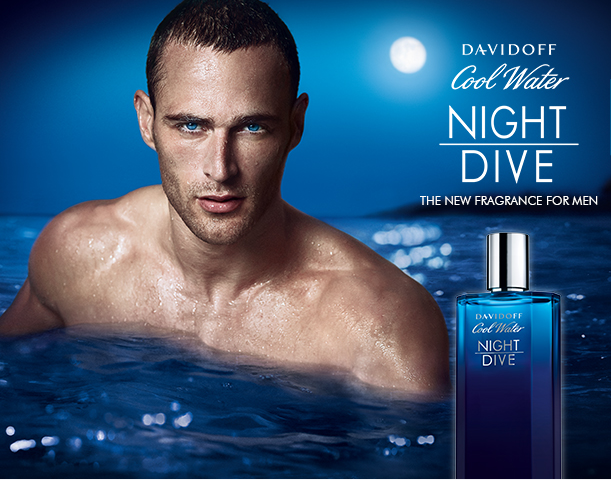 DAVIDOFF
Cool Water
NIGHT
DIVE
THE NEW FRAGRANCE FOR MEN
DAVIDOFF
Cool Water
NIGHT
DIVE